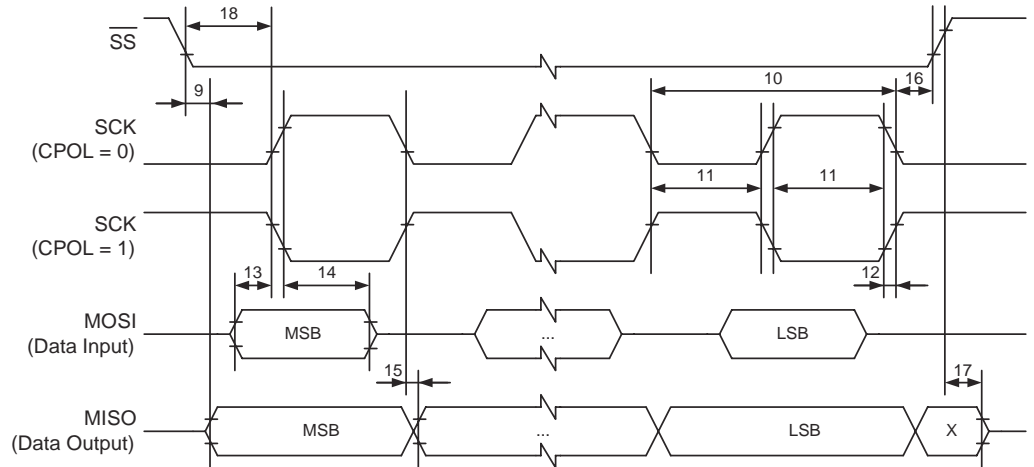 18
SS
9
10
16
SCK
(CPOL = 0)
11
11
SCK
(CPOL = 1)
13
14
12
MOSI
(Data Input)
MSB
...
LSB
15
17
MISO
(Data Output)
MSB
...
LSB
X